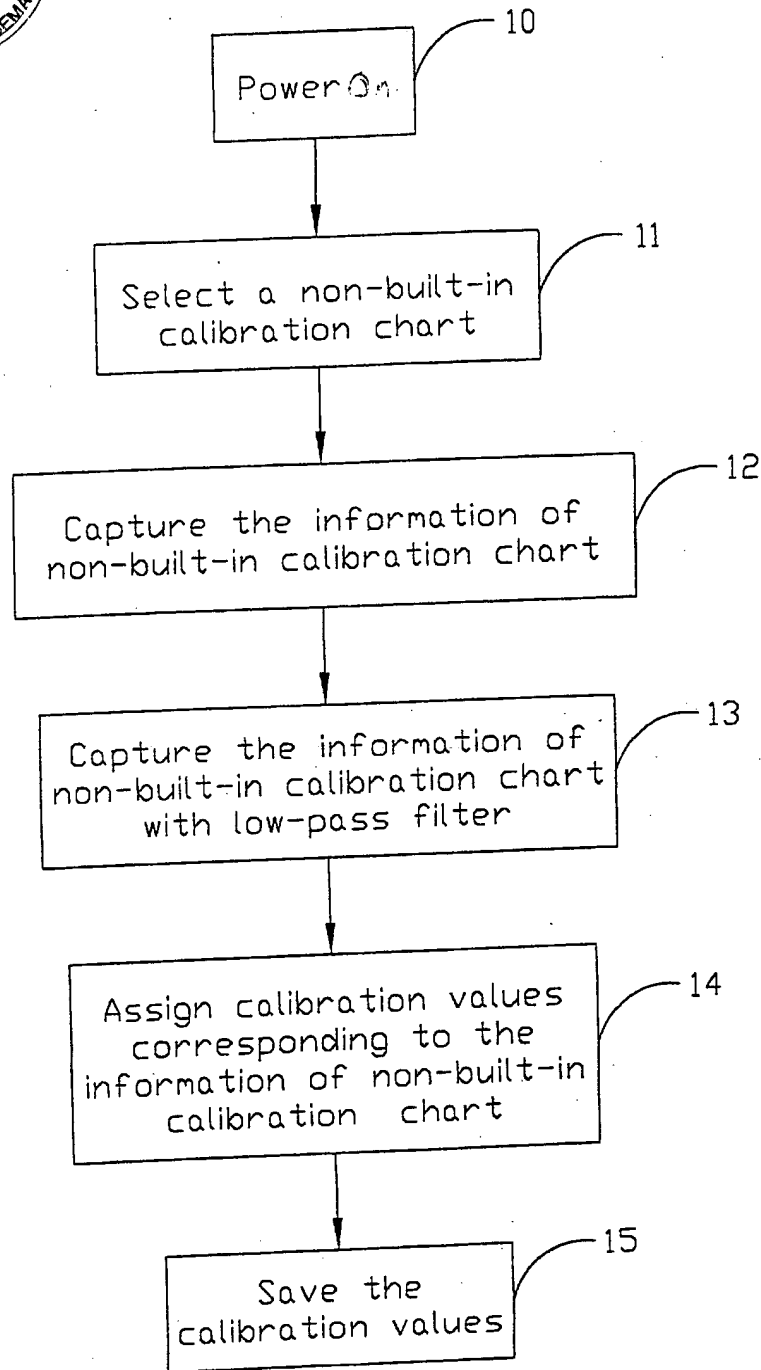 10
Power On
11
Select a non-built-in
calibration chart
12
Capture the information of
non-built-in calibration chart
13
Capture the information of
non-built-in calibration chart
with low-pass filter
14
Assign calibration values
corresponding to the
information of non-built-in
calibration chart
15
Save the
calibration values